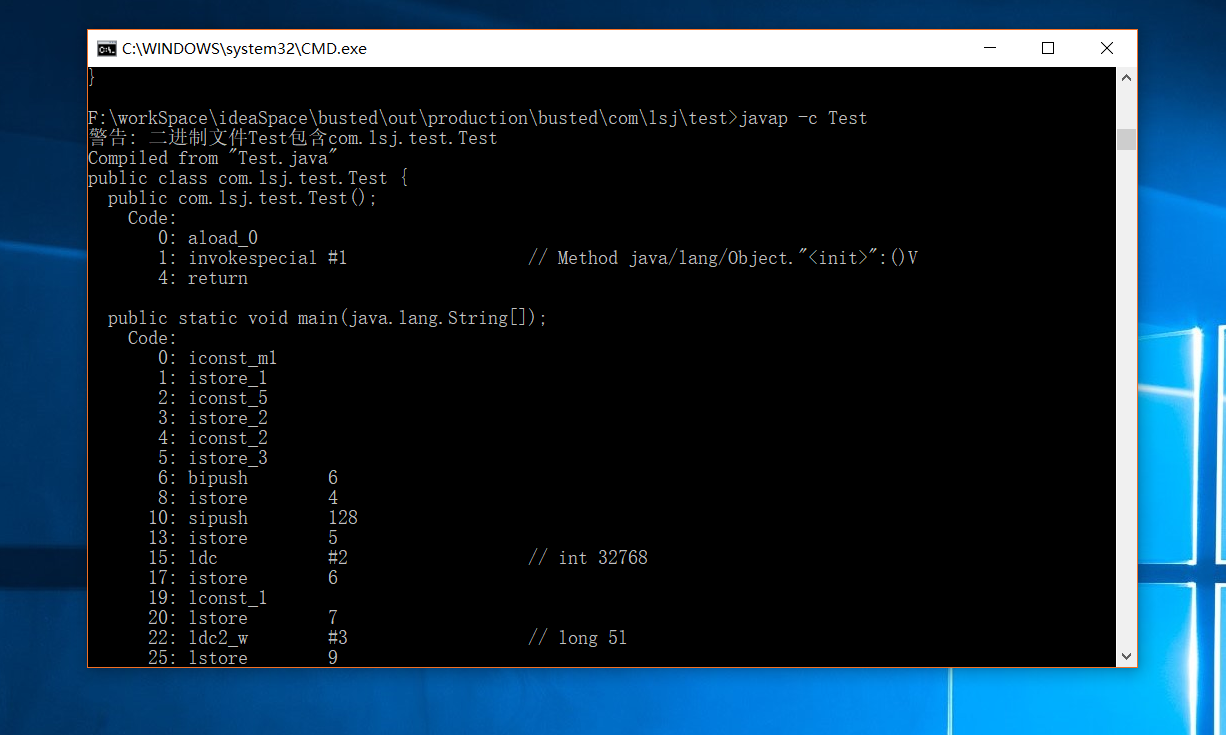 C:\WINDOWS\system32\CMD.exe
}
F:\workSpace\ideaSpace\busted\out\production\busted\com\lsj\test>javap -c Test
警告: 二进制文件Test包含com.lsj.test.Test
Compiled from "Test.java"
public class com.lsj.test.Test {
  public com.lsj.test.Test();
    Code:
       0: aload_0
       1: invokespecial #1                  // Method java/lang/Object."<init>":()V
       4: return
  public static void main(java.lang.String[]);
    Code:
       0: iconst_m1
       1: istore_1
       2: iconst_5
       3: istore_2
       4: iconst_2
       5: istore_3
       6: bipush        6
       8: istore        4
      10: sipush        128
      13: istore        5
      15: ldc           #2                  // int 32768
      17: istore        6
      19: lconst_1
      20: lstore        7
      22: ldc2_w        #3                  // long 5l
      25: lstore        9